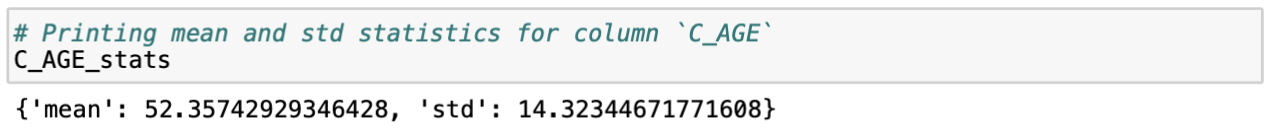 # Printing mean and std statistics for column `C_AGE`
C_AGE_stats
{'mean': 52.35742929346428, 'std': 14.32344671771608}